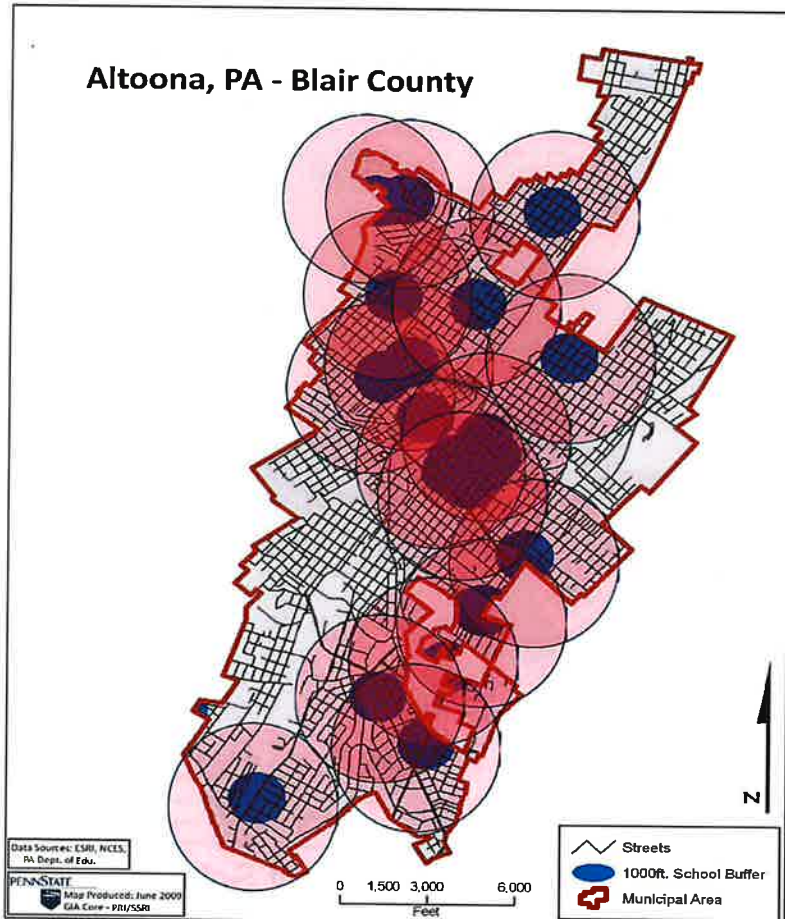 Altoona, PA - Blair County
N
Data Sources: ESRI, NCES,
PA Dept. of Edu.
PENNSTATE
Map Produced: June 2009
GIA Core - PRI/SSRI
0 1,500 3,000 6,000
Feet
Streets
1000ft. School Buffer
Municipal Area